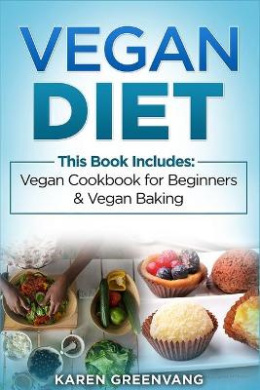 VEGAN
DIET
This Book Includes:
Vegan Cookbook for Beginners
& Vegan Baking
KAREN GREENVANG